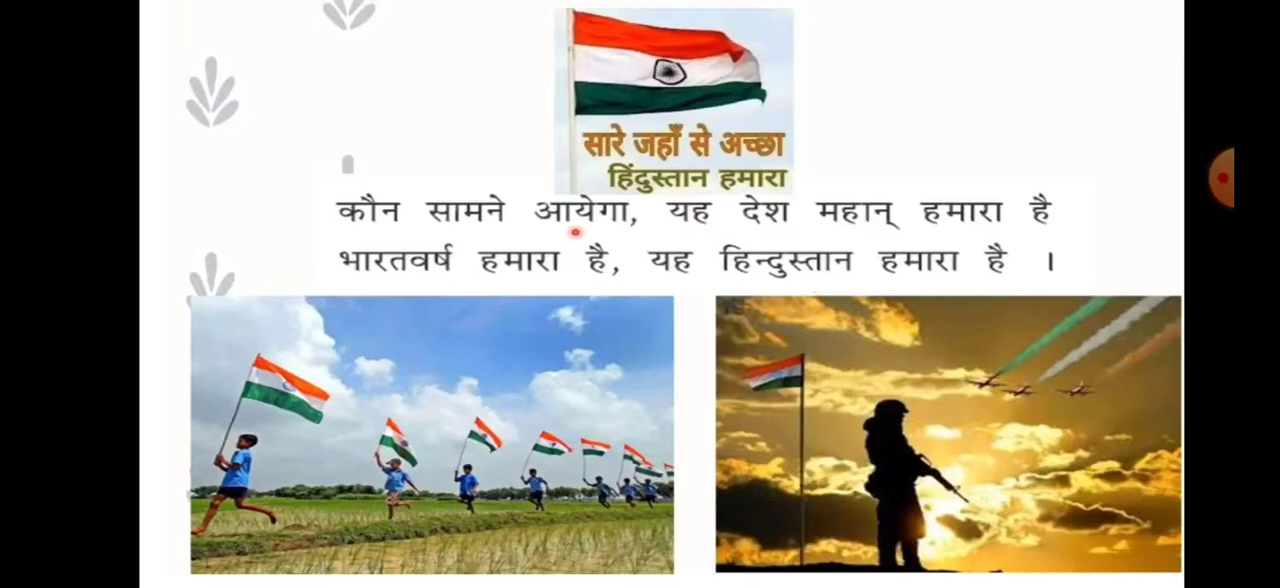 सारे जहाँ से अच्छा
हिंदुस्तान हमारा
कौन सामने आयेगा, यह देश महान् हमारा है
भारतवर्ष हमारा है, यह हिन्दुस्तान हमारा है ।